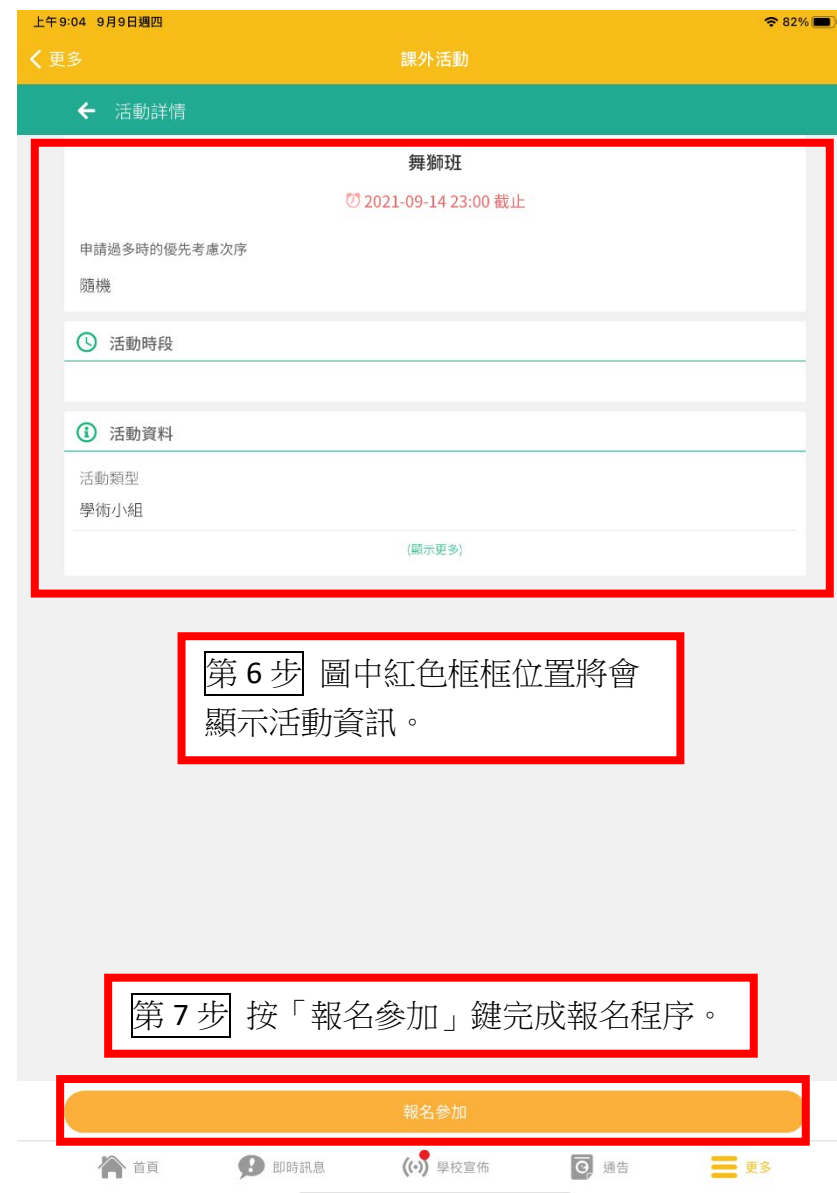 上午9:04 9月9日週四 82%
更多 課外活動
活動詳情
舞獅班
2021-09-14 23:00 截止
申請過多時的優先考慮次序
隨機
活動時段
活動資料
活動類型
學術小組
(顯示更多)
第 6 步 圖中紅色框框位置將會
顯示活動資訊。
第 7 步 按「報名參加」鍵完成報名程序。
報名參加
首頁 即時訊息 學校宣佈 通告 更多